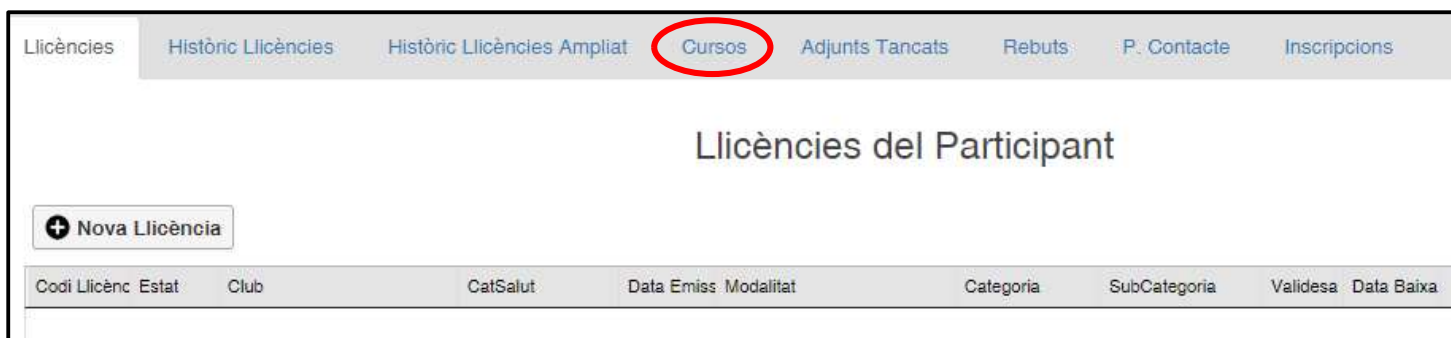 Llicències Històric Llicències Històric Llicències Ampliat Cursos Adjunts Tancats Rebuts P. Contacte Inscripcions
Llicències del Participant
Nova Llicència
Codi Llicènc Estat Club CatSalut Data Emiss Modalitat Categoria SubCategoria Validesa Data Baixa